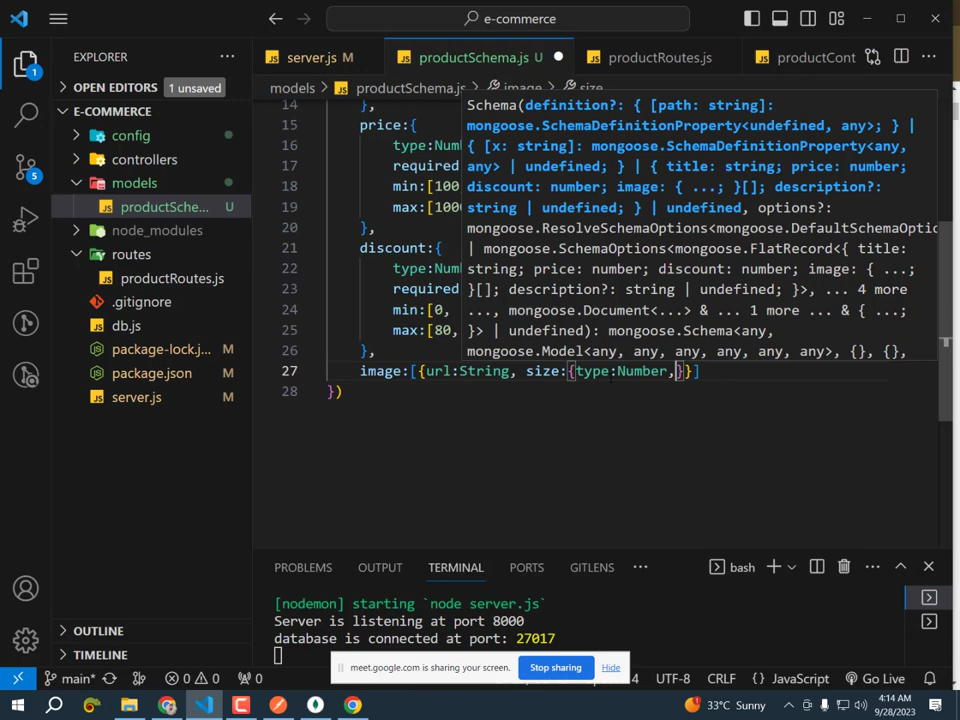 e-commerce
EXPLORER
OPEN EDITORS 1 unsaved
E-COMMERCE
config
controllers
models
productSche... U
node_modules
routes
productRoutes.js
.gitignore
db.js
package-lock.j... M
package.json M
server.js M
OUTLINE
TIMELINE
1
5
server.js M
productSchema.js U
productRoutes.js
productCont
models > productSchema.js > image > size
14 },
15 price:{
16 type:Num
17 required
18 min:[100
19 max:[1000
20 },
21 discount:{
22 type:Num
23 required
24 min:[0,
25 max:[80,
26 },
27 image:[{url:String, size:{type:Number,}}]
28 })
Schema(definition?: { [path: string]:
mongoose.SchemaDefinitionProperty<undefined, any>; } |
{ [x: string]: mongoose.SchemaDefinitionProperty<any,
any> | undefined; } | { title: string; price: number;
discount: number; image: { ...; }[]; description?:
string | undefined; } | undefined, options?:
mongoose.ResolveSchemaOptions<mongoose.DefaultSchemaOptio
| mongoose.SchemaOptions<mongoose.FlatRecord<{ title:
string; price: number; discount: number; image: { ...;
}[]; description?: string | undefined; }>, ... 4 more
..., mongoose.Document<...> & ... 1 more ... & { ...;
}> | undefined): mongoose.Schema<any,
mongoose.Model<any, any, any, any, any, any>, {}, {},
PROBLEMS OUTPUT TERMINAL PORTS GITLENS ... bash
[nodemon] starting `node server.js`
Server is listening at port 8000
database is connected at port: 27017
meet.google.com is sharing your screen. Stop sharing Hide
main* 0 0 0 4 UTF-8 CRLF {} JavaScript Go Live
33°C Sunny
4:14 AM
9/28/2023